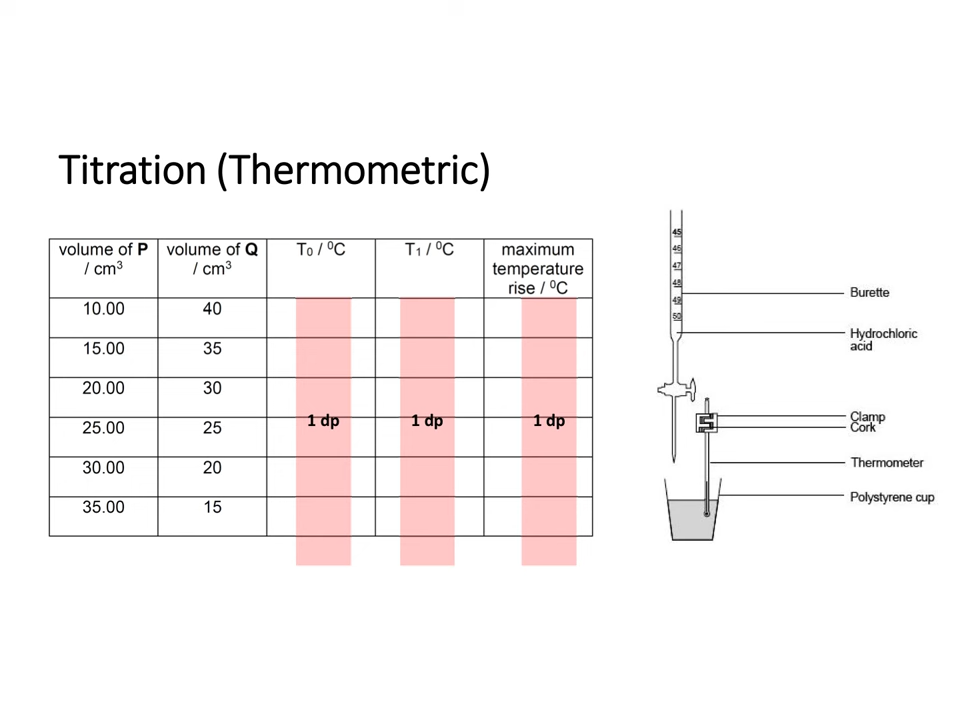 Titration (Thermometric)
volume of P / cm³ volume of Q / cm³ T₀ / ⁰C T₁ / ⁰C maximum temperature rise / ⁰C
10.00 40
15.00 35
20.00 30
25.00 25
30.00 20
35.00 15
1 dp 1 dp 1 dp
45
46
47
48
49
50
Burette
Hydrochloric
acid
Clamp
Cork
Thermometer
Polystyrene cup